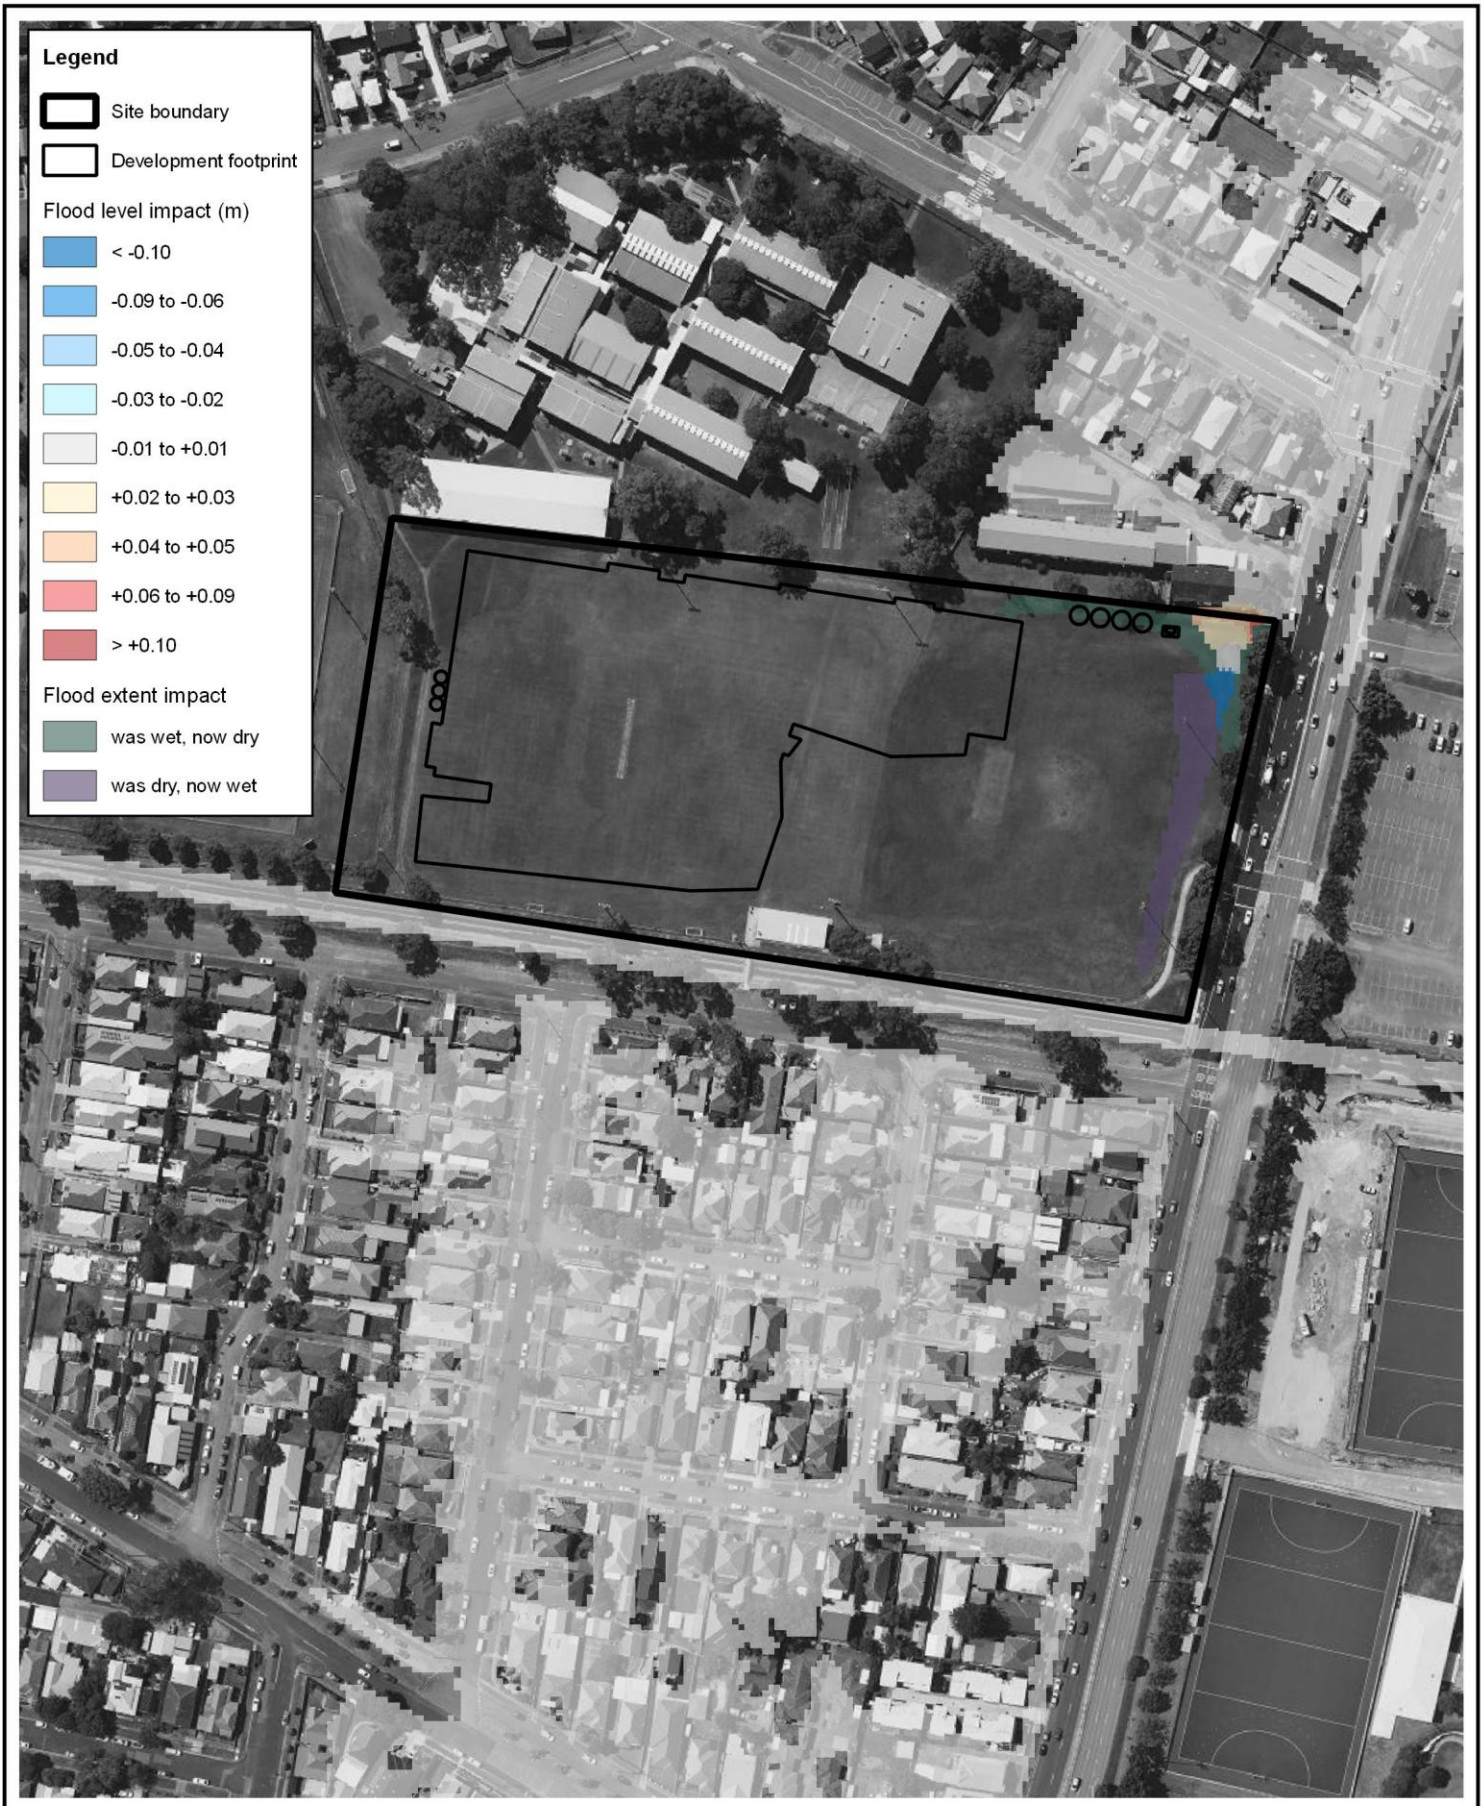 Legend
Site boundary
Development footprint
Flood level impact (m)
< -0.10
-0.09 to -0.06
-0.05 to -0.04
-0.03 to -0.02
-0.01 to +0.01
+0.02 to +0.03
+0.04 to +0.05
+0.06 to +0.09
> +0.10
Flood extent impact
was wet, now dry
was dry, now wet